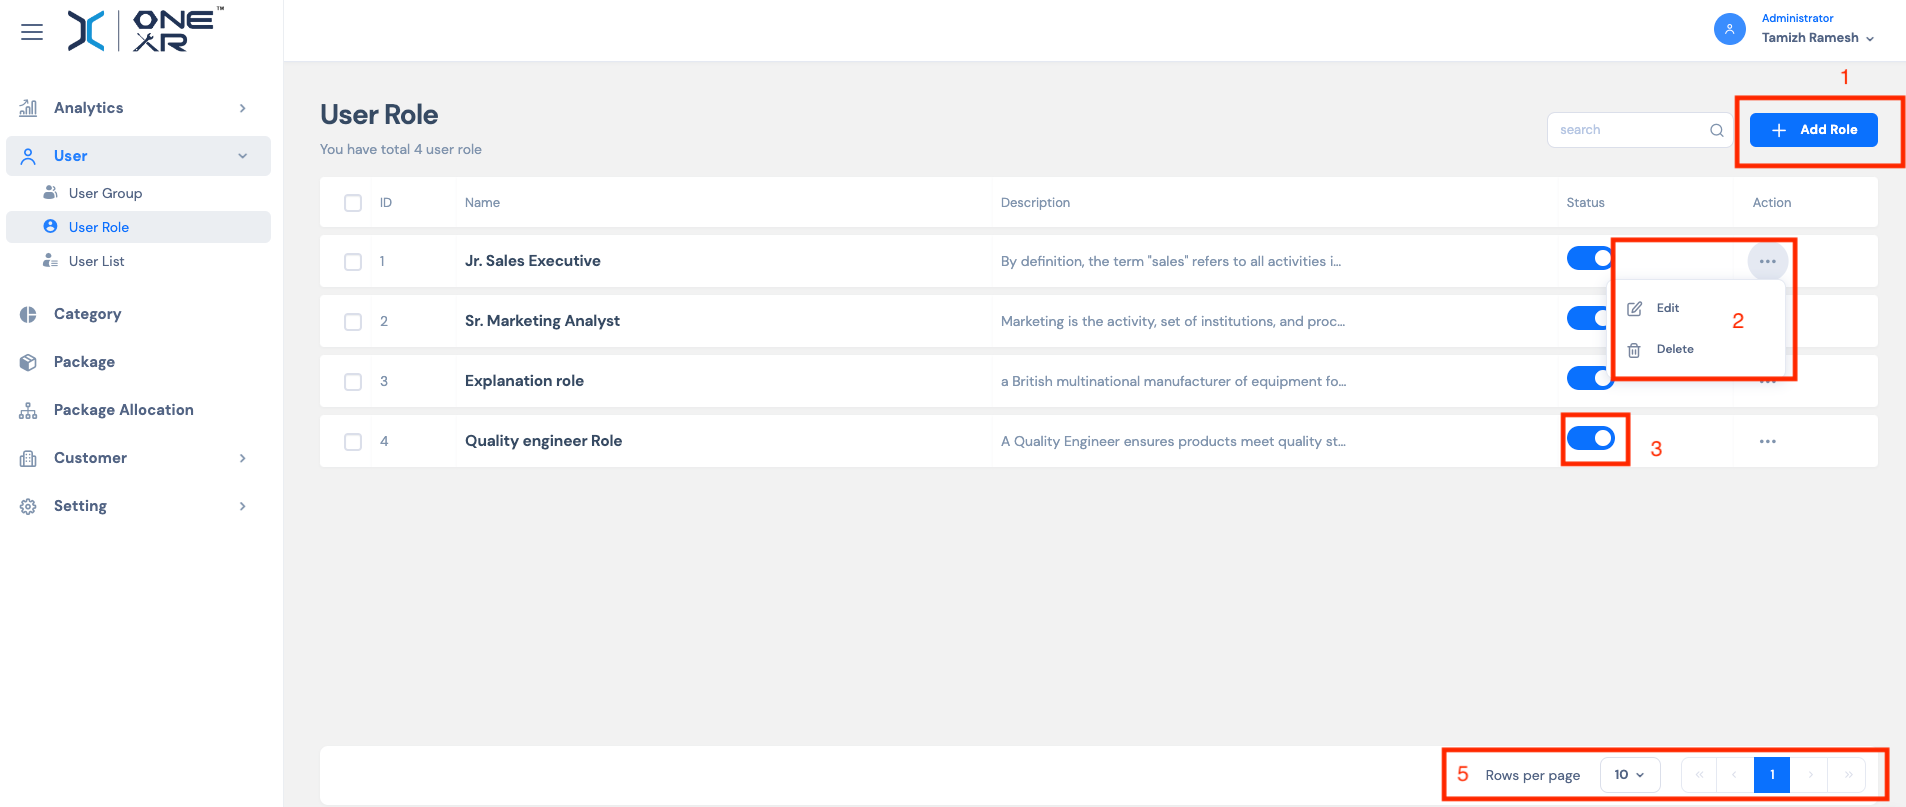 ONE XR™
Administrator
Tamizh Ramesh
1
Analytics
User
User Group
User Role
User List
Category
Package
Package Allocation
Customer
Setting
User Role
You have total 4 user role
search
+ Add Role
ID Name Description Status Action
1 Jr. Sales Executive By definition, the term "sales" refers to all activities i...
2 Sr. Marketing Analyst Marketing is the activity, set of institutions, and proc...
3 Explanation role a British multinational manufacturer of equipment fo...
4 Quality engineer Role A Quality Engineer ensures products meet quality st...
Edit
2
Delete
3
5 Rows per page 10 « ‹ 1 › »